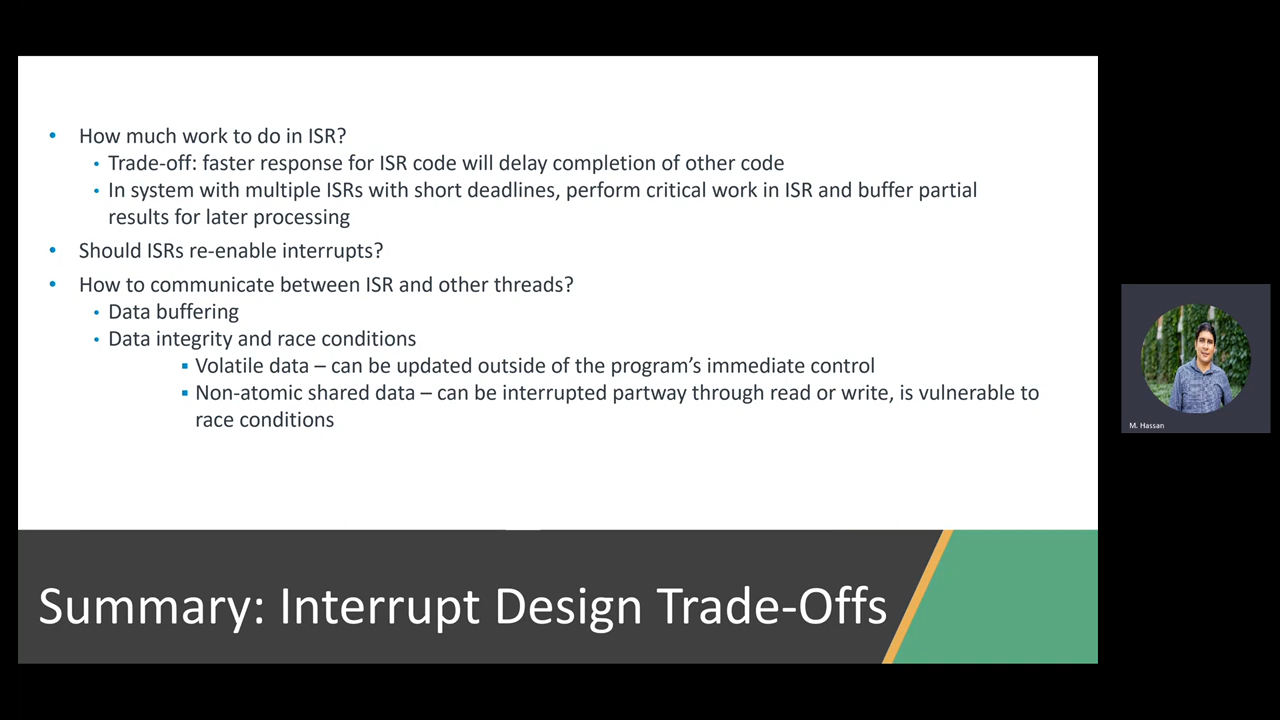 • How much work to do in ISR?
• Trade-off: faster response for ISR code will delay completion of other code
• In system with multiple ISRs with short deadlines, perform critical work in ISR and buffer partial
results for later processing
• Should ISRs re-enable interrupts?
• How to communicate between ISR and other threads?
• Data buffering
• Data integrity and race conditions
▪ Volatile data – can be updated outside of the program’s immediate control
▪ Non-atomic shared data – can be interrupted partway through read or write, is vulnerable to
race conditions
M. Hassan
Summary: Interrupt Design Trade-Offs